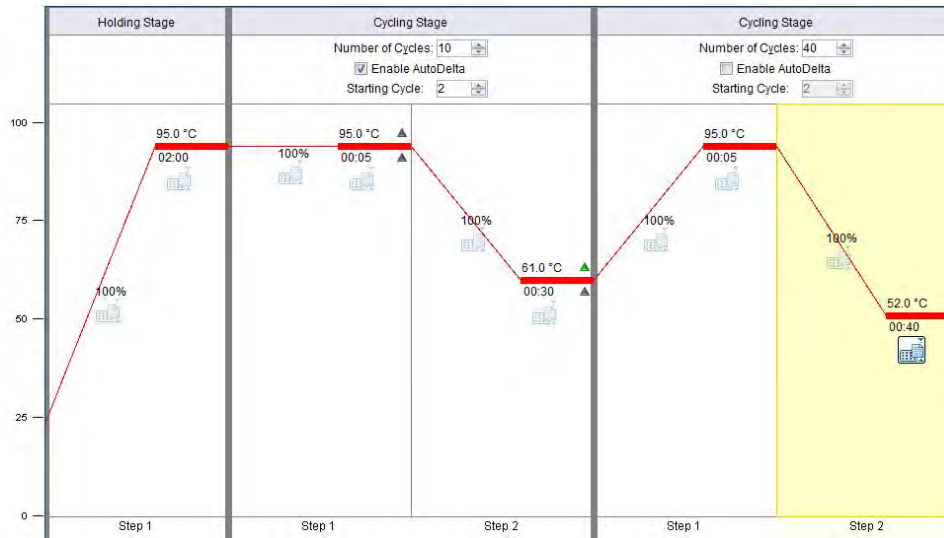 Holding Stage
Cycling Stage
Cycling Stage
Number of Cycles: 10
Enable AutoDelta
Starting Cycle: 2
Number of Cycles: 40
Enable AutoDelta
Starting Cycle: 2
100
75
50
25
0
95.0 °C
02:00
100%
95.0 °C
00:05
100%
61.0 °C
00:30
100%
95.0 °C
00:05
100%
52.0 °C
00:40
100%
Step 1
Step 1
Step 2
Step 1
Step 2